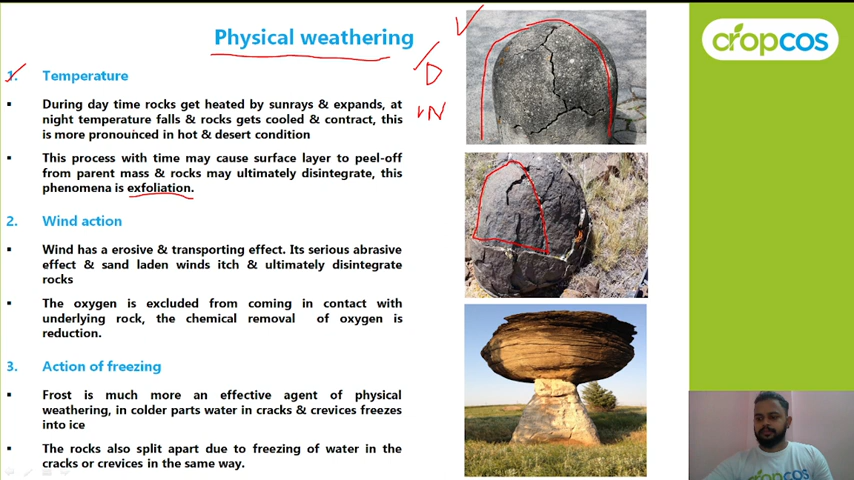 Physical weathering
cropcos
D
N
1. Temperature
▪ During day time rocks get heated by sunrays & expands, at
night temperature falls & rocks gets cooled & contract, this
is more pronounced in hot & desert condition
▪ This process with time may cause surface layer to peel-off
from parent mass & rocks may ultimately disintegrate, this
phenomena is exfoliation.
2. Wind action
▪ Wind has a erosive & transporting effect. Its serious abrasive
effect & sand laden winds itch & ultimately disintegrate
rocks
▪ The oxygen is excluded from coming in contact with
underlying rock, the chemical removal of oxygen is
reduction.
3. Action of freezing
▪ Frost is much more an effective agent of physical
weathering, in colder parts water in cracks & crevices freezes
into ice
▪ The rocks also split apart due to freezing of water in the
cracks or crevices in the same way.
cropcos